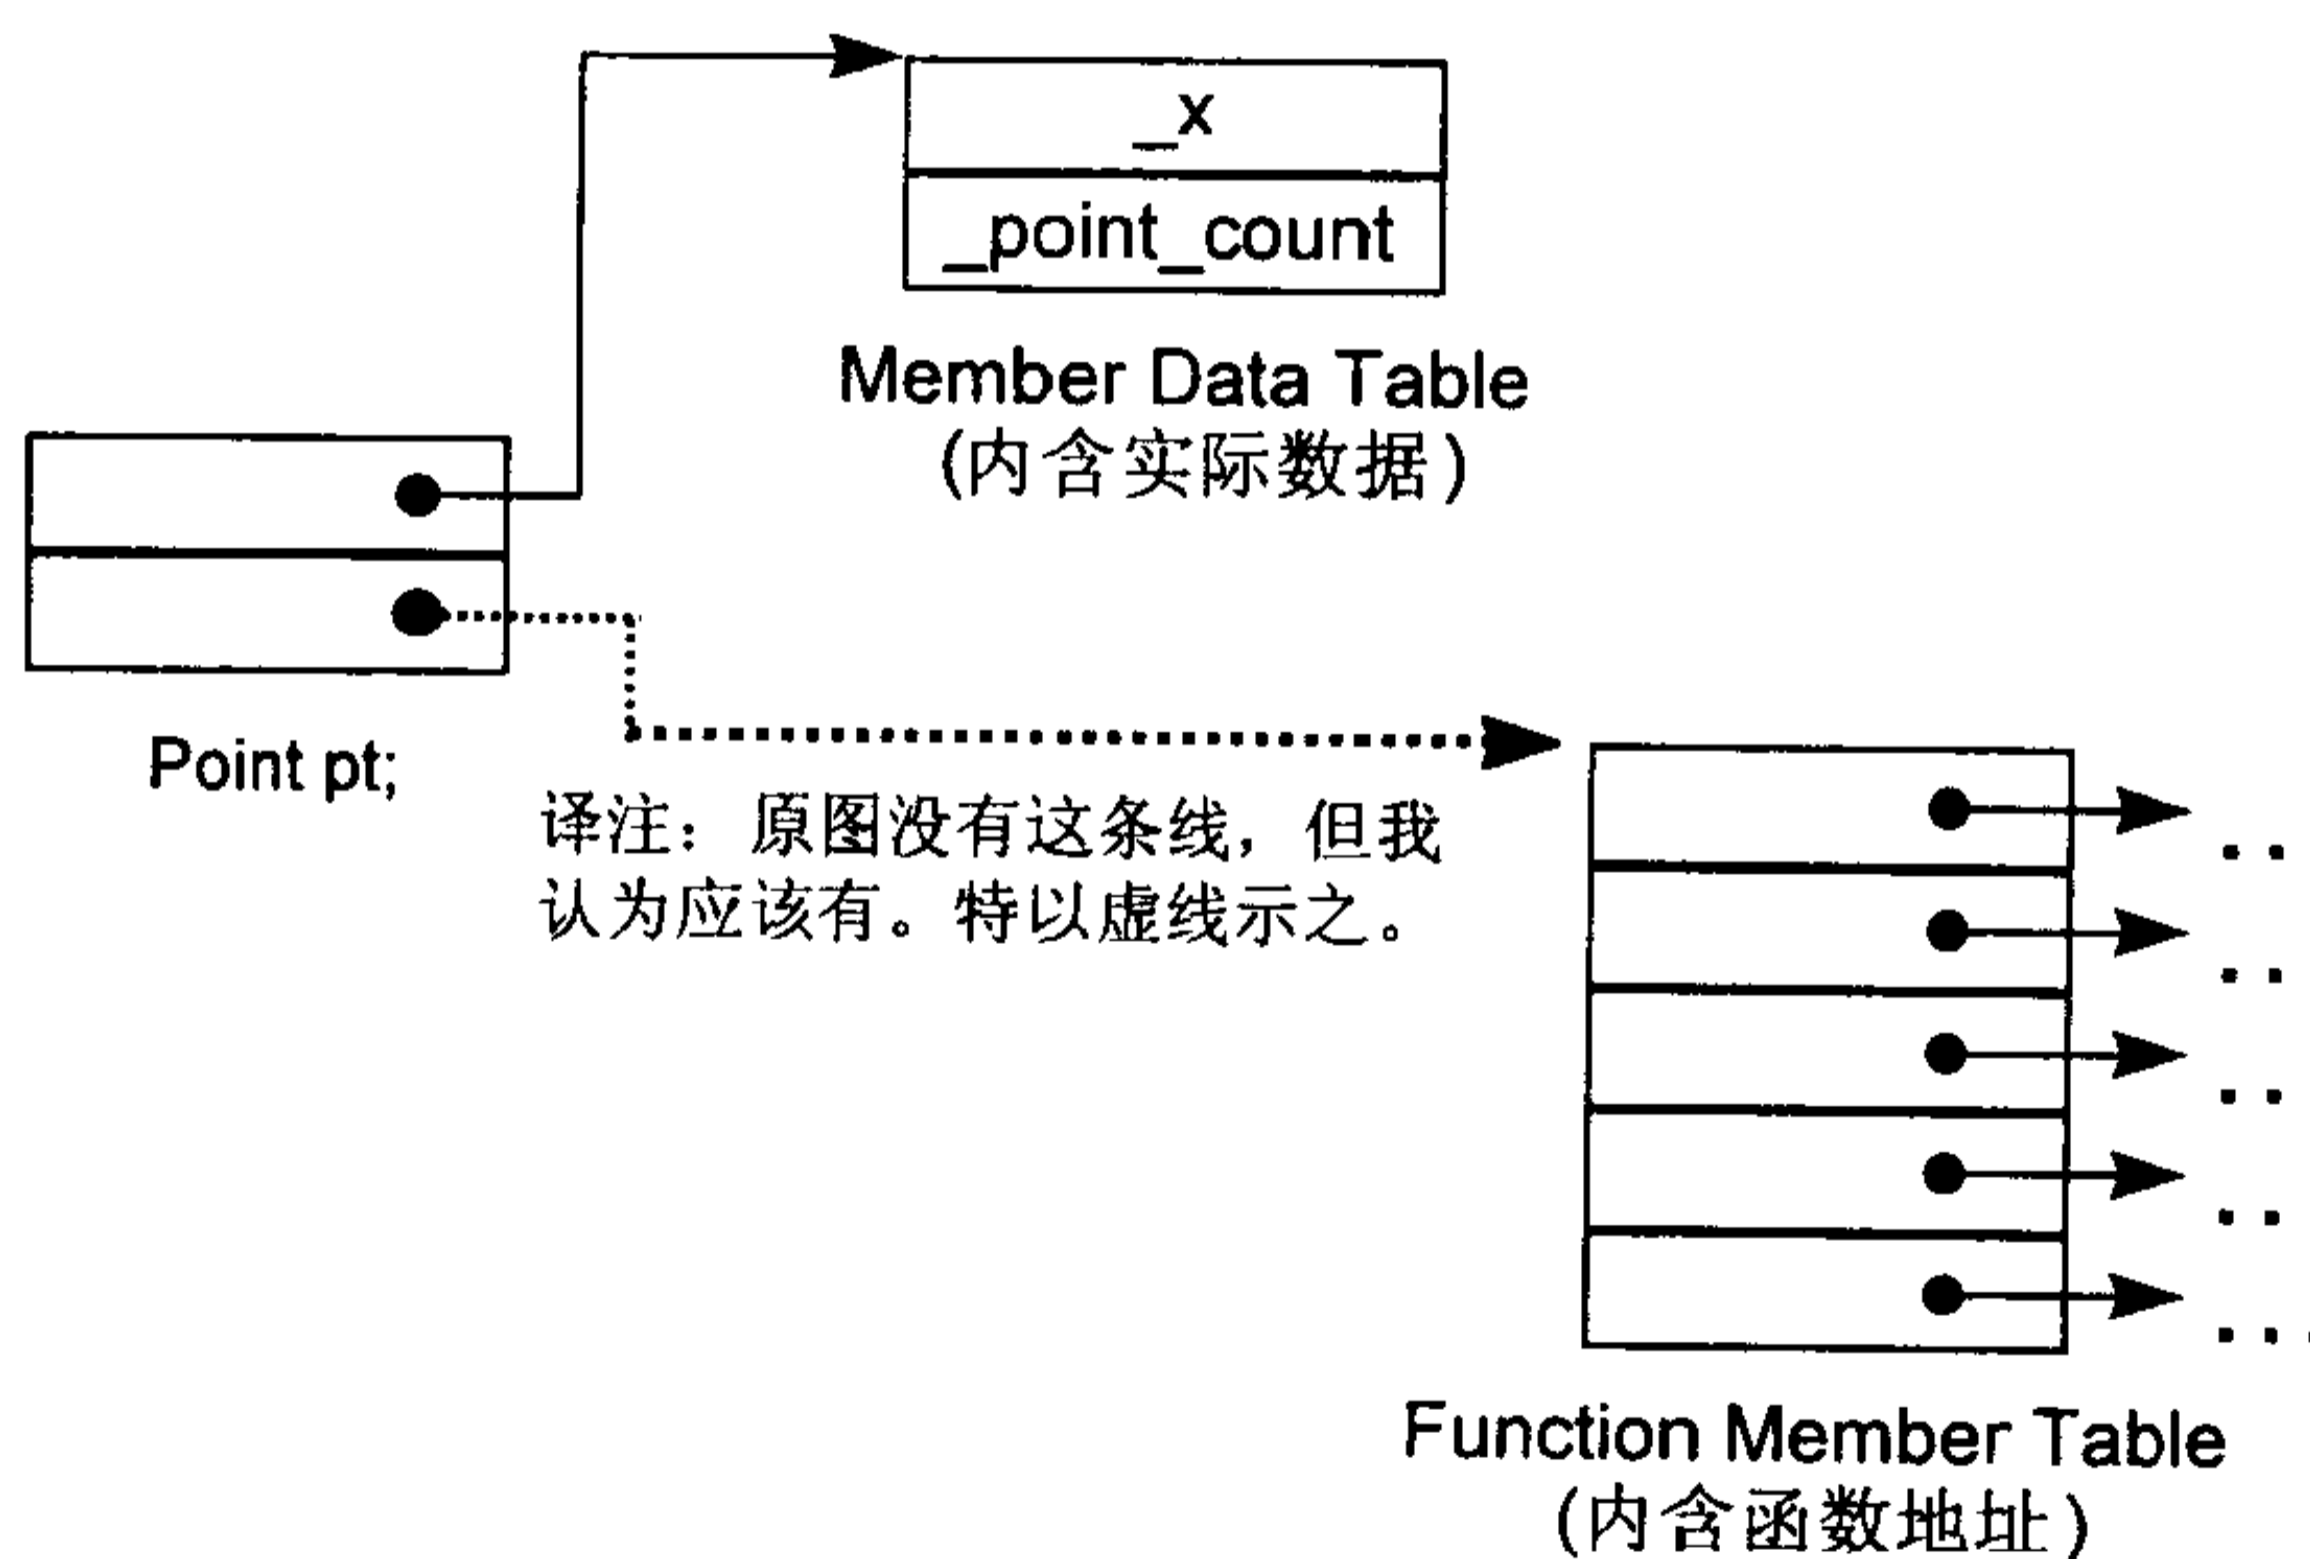 _x
_point_count
Member Data Table
(内含实际数据)
Point pt;
译注：原图没有这条线，但我
认为应该有。特以虚线示之。
Function Member Table
(内含函数地址)